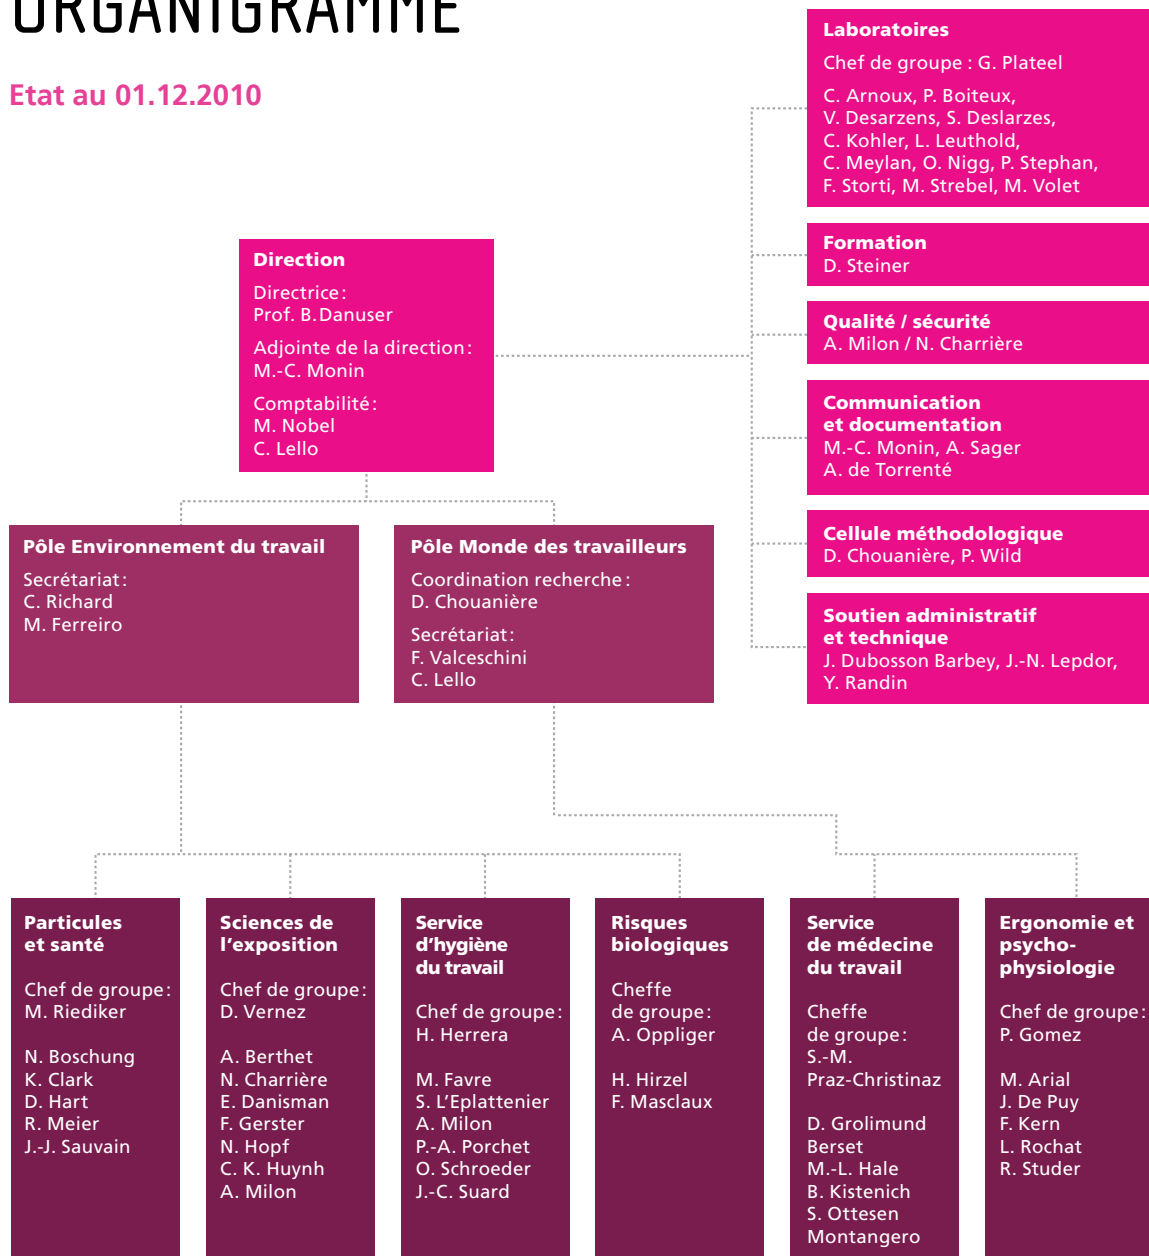 ORGANIGRAMME
Etat au 01.12.2010
Laboratoires
Chef de groupe : G. Plateel
C. Arnoux, P. Boiteux,
V. Desarzens, S. Deslarzes,
C. Kohler, L. Leuthold,
C. Meylan, O. Nigg, P. Stephan,
F. Storti, M. Strebel, M. Volet
Formation
D. Steiner
Qualité / sécurité
A. Milon / N. Charrière
Communication
et documentation
M.-C. Monin, A. Sager
A. de Torrenté
Cellule méthodologique
D. Chouanière, P. Wild
Soutien administratif
et technique
J. Dubosson Barbey, J.-N. Lepdor,
Y. Randin
Direction
Directrice:
Prof. B.Danuser
Adjointe de la direction:
M.-C. Monin
Comptabilité:
M. Nobel
C. Lello
Pôle Environnement du travail
Secrétariat:
C. Richard
M. Ferreiro
Pôle Monde des travailleurs
Coordination recherche:
D. Chouanière
Secrétariat:
F. Valceschini
C. Lello
Particules
et santé
Chef de groupe:
M. Riediker
N. Boschung
K. Clark
D. Hart
R. Meier
J.-J. Sauvain
Sciences de
l'exposition
Chef de groupe:
D. Vernez
A. Berthet
N. Charrière
E. Danisman
F. Gerster
N. Hopf
C. K. Huynh
A. Milon
Service
d'hygiène
du travail
Chef de groupe:
H. Herrera
M. Favre
S. L'Eplattenier
A. Milon
P.-A. Porchet
O. Schroeder
J.-C. Suard
Risques
biologiques
Cheffe
de groupe:
A. Oppliger
H. Hirzel
F. Masclaux
Service
de médecine
du travail
Cheffe
de groupe:
S.-M.
Praz-Christinaz
D. Grolimund
Berset
M.-L. Hale
B. Kistenich
S. Ottesen
Montangero
Ergonomie et
psycho-
physiologie
Chef de groupe:
P. Gomez
M. Arial
J. De Puy
F. Kern
L. Rochat
R. Studer